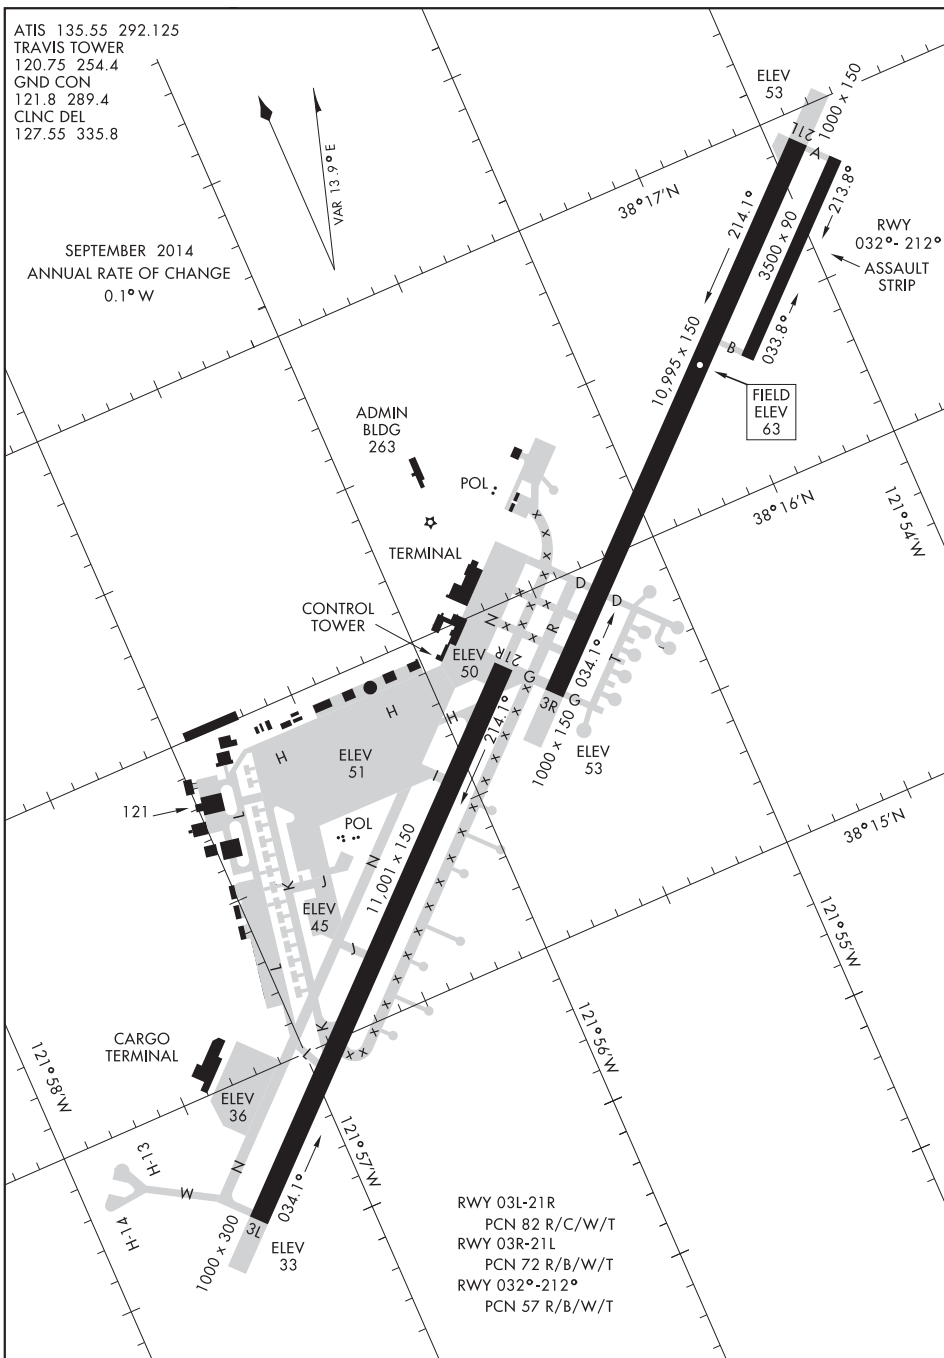 ATIS 135.55 292.125
TRAVIS TOWER
120.75 254.4
GND CON
121.8 289.4
CLNC DEL
127.55 335.8
VAR 13.9° E
SEPTEMBER 2014
ANNUAL RATE OF CHANGE
0.1° W
ELEV
53
1000 x 150
21L
A
38°17'N
214.1°
3500 x 90
213.8°
RWY
032°- 212°
ASSAULT
STRIP
033.8°
B
10,995 x 150
FIELD
ELEV
63
ADMIN
BLDG
263
POL
38°16'N
121°54'W
TERMINAL
CONTROL
TOWER
N
D
D
R
T
21R
ELEV
50
G
G
034.1°
3R
1000 x 150
ELEV
53
H
H
H
214.1°
ELEV
51
I
121
L
POL
N
11,001 x 150
38°15'N
K
J
ELEV
45
J
L
K
L
121°55'W
121°56'W
CARGO
TERMINAL
121°58'W
ELEV
36
121°57'W
H-13
M
N
034.1°
H-14
3L
1000 x 300
ELEV
33
RWY 03L-21R
PCN 82 R/C/W/T
RWY 03R-21L
PCN 72 R/B/W/T
RWY 032°-212°
PCN 57 R/B/W/T